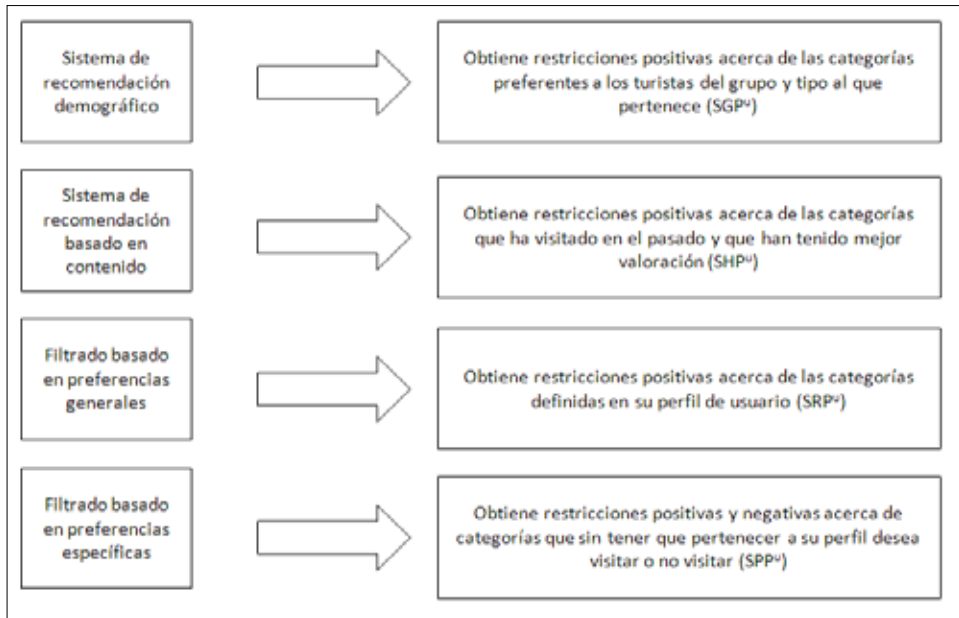 Sistema de
recomendación
demográfico
Obtiene restricciones positivas acerca de las categorías
preferentes a los turistas del grupo y tipo al que
pertenece (SGPᵘ)
Sistema de
recomendación
basado en
contenido
Obtiene restricciones positivas acerca de las categorías
que ha visitado en el pasado y que han tenido mejor
valoración (SHPᵘ)
Filtrado basado
en preferencias
generales
Obtiene restricciones positivas acerca de las categorías
definidas en su perfil de usuario (SRPᵘ)
Filtrado basado
en preferencias
específicas
Obtiene restricciones positivas y negativas acerca de
categorías que sin tener que pertenecer a su perfil desea
visitar o no visitar (SPPᵘ)